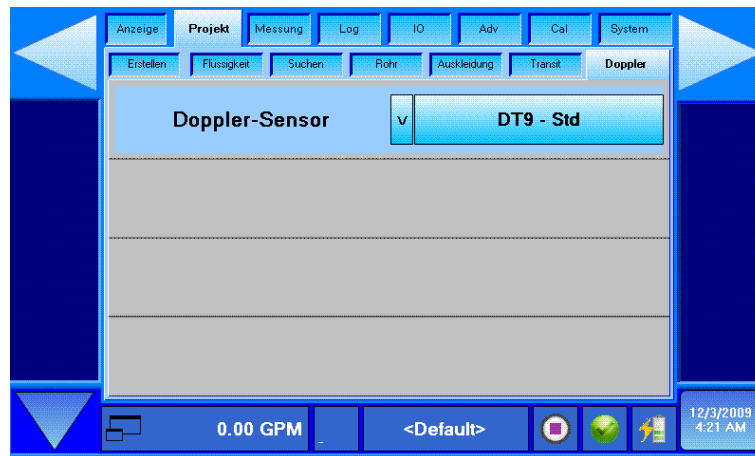 Anzeige Projekt Messung Log IO Adv Cal System
Erstellen Flüssigkeit Suchen Rohr Auskleidung Transit Doppler
Doppler-Sensor v DT9 - Std
0.00 GPM _ <Default> 12/3/2009
4:21 AM